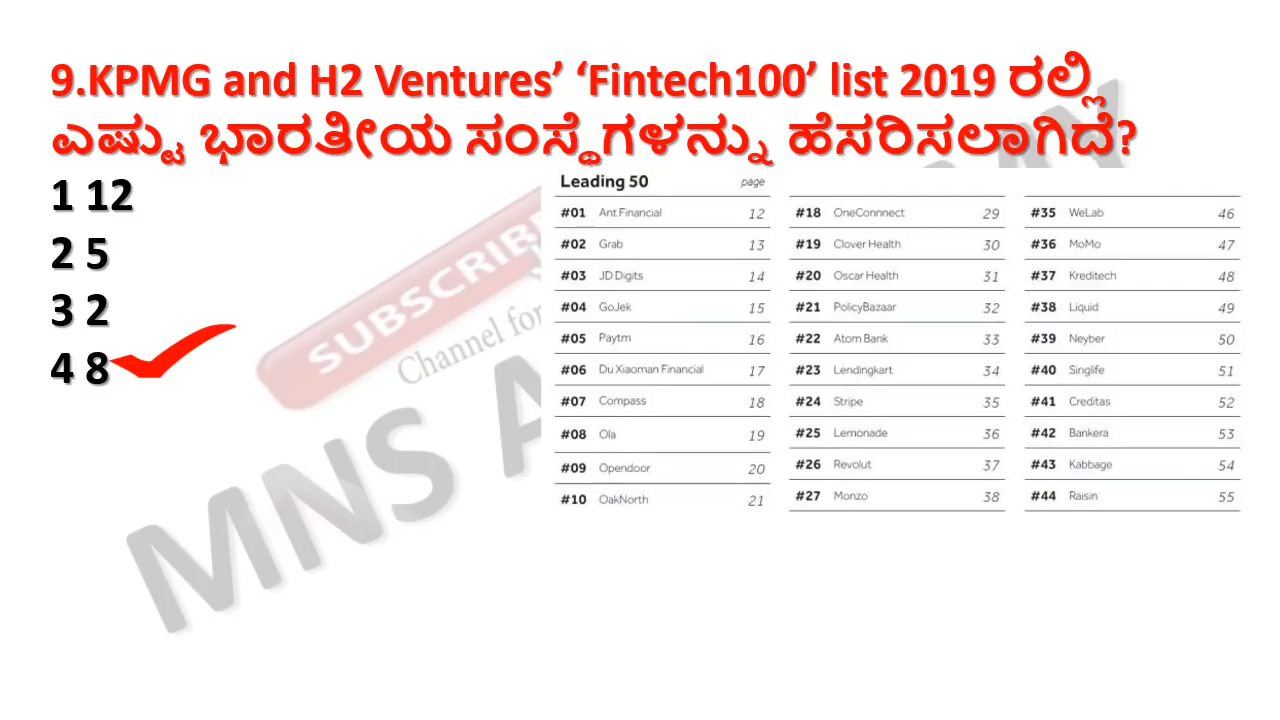 9.KPMG and H2 Ventures’ ‘Fintech100’ list 2019 ರಲ್ಲಿ
ಎಷ್ಟು ಭಾರತೀಯ ಸಂಸ್ಥೆಗಳನ್ನು ಹೆಸರಿಸಲಾಗಿದೆ?
1 12
2 5
3 2
4 8
Leading 50 page
#01 Ant Financial 12
#02 Grab 13
#03 JD Digits 14
#04 GoJek 15
#05 Paytm 16
#06 Du Xiaoman Financial 17
#07 Compass 18
#08 Ola 19
#09 Opendoor 20
#10 OakNorth 21
#18 OneConnnect 29
#19 Clover Health 30
#20 Oscar Health 31
#21 PolicyBazaar 32
#22 Atom Bank 33
#23 Lendingkart 34
#24 Stripe 35
#25 Lemonade 36
#26 Revolut 37
#27 Monzo 38
#35 WeLab 46
#36 MoMo 47
#37 Kreditech 48
#38 Liquid 49
#39 Neyber 50
#40 Singlife 51
#41 Creditas 52
#42 Bankera 53
#43 Kabbage 54
#44 Raisin 55
SUBSCRIBE
Channel for
MNS